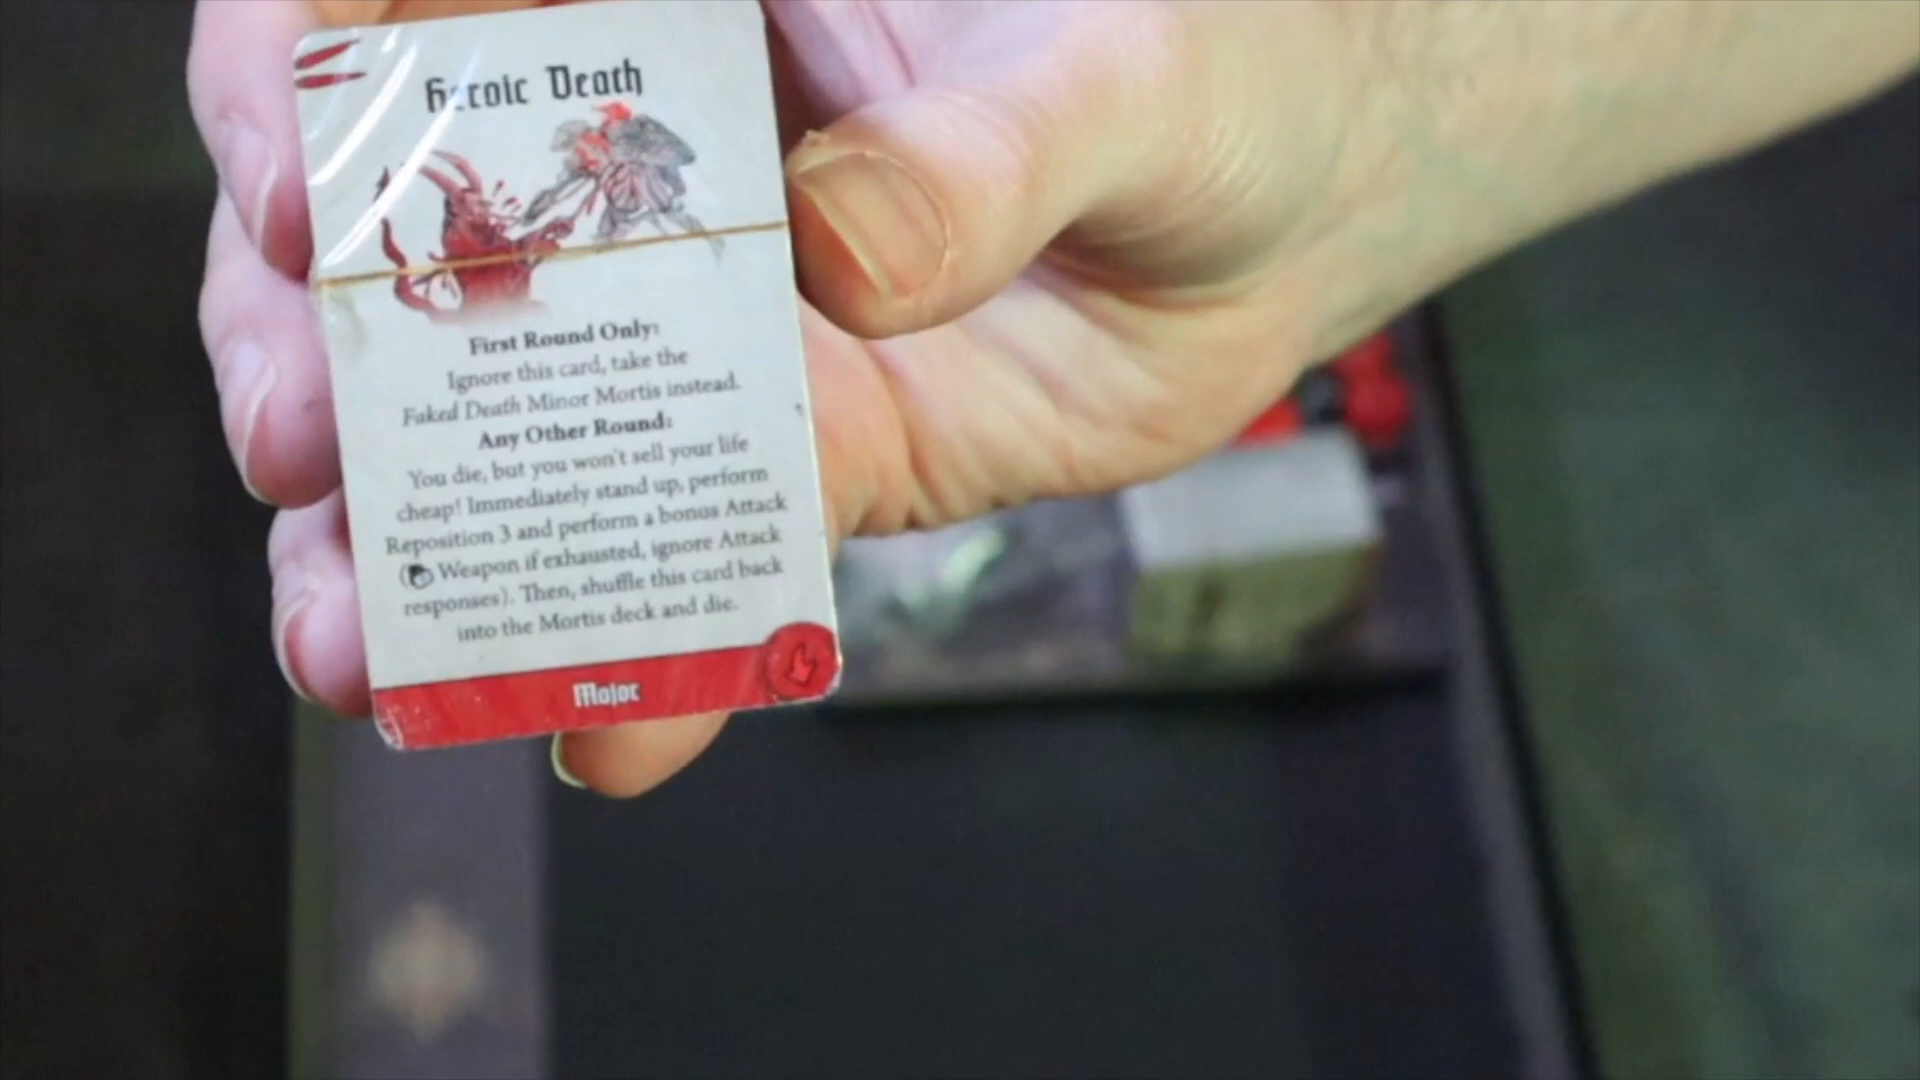 Heroic Death
First Round Only:
Ignore this card, take the
Faked Death Minor Mortis instead.
Any Other Round:
You die, but you won't sell your life
cheap! Immediately stand up, perform
Reposition 3 and perform a bonus Attack
( Weapon if exhausted, ignore Attack
responses). Then, shuffle this card back
into the Mortis deck and die.
Major